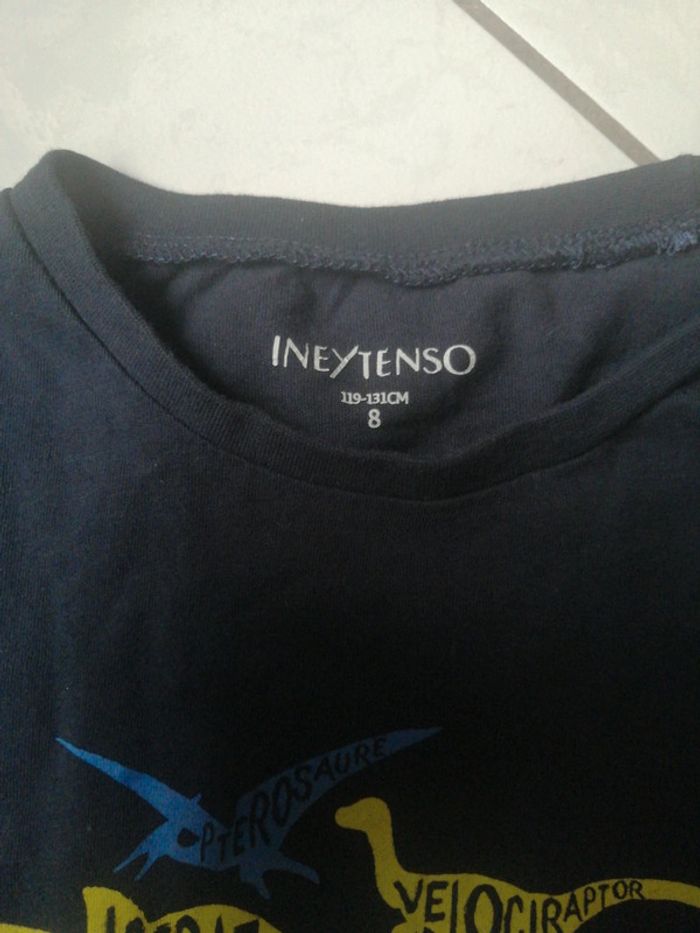 INEYTENSO
119-131CM
8
PTEROSAURE
VELOCIRAPTOR